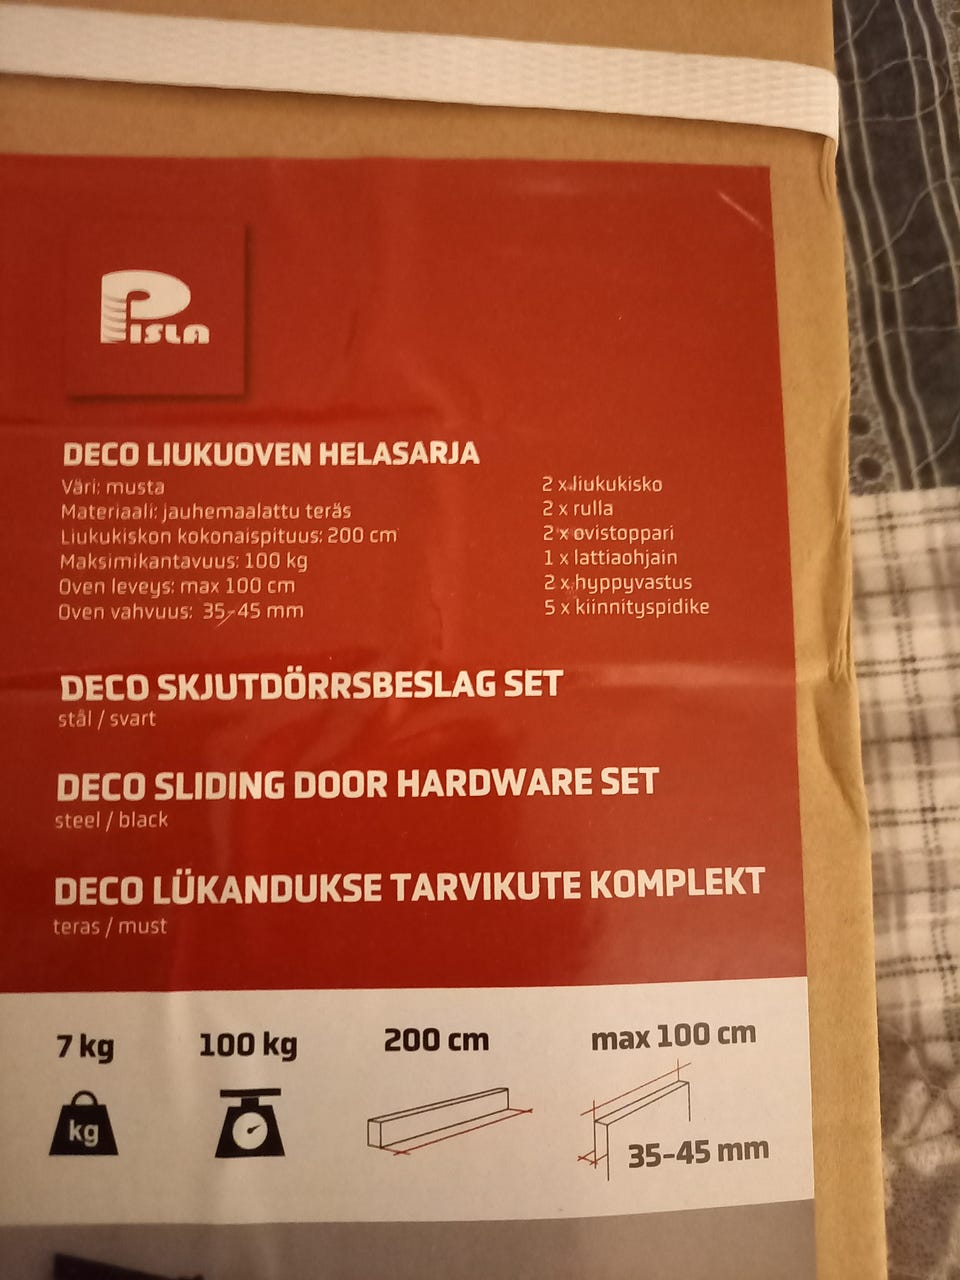 PISLA
DECO LIUKUOVEN HELASARJA
Väri: musta
Materiaali: jauhemaalattu teräs
Liukukiskon kokonaispituus: 200 cm
Maksimikantavuus: 100 kg
Oven leveys: max 100 cm
Oven vahvuus: 35-45 mm
2 x liukukisko
2 x rulla
2 x ovistoppari
1 x lattiaohjain
2 x hyppyvastus
5 x kiinnityspidike
DECO SKJUTDÖRRSBESLAG SET
stål / svart
DECO SLIDING DOOR HARDWARE SET
steel / black
DECO LÜKANDUKSE TARVIKUTE KOMPLEKT
teras / must
7 kg
100 kg
200 cm
max 100 cm
kg
35-45 mm